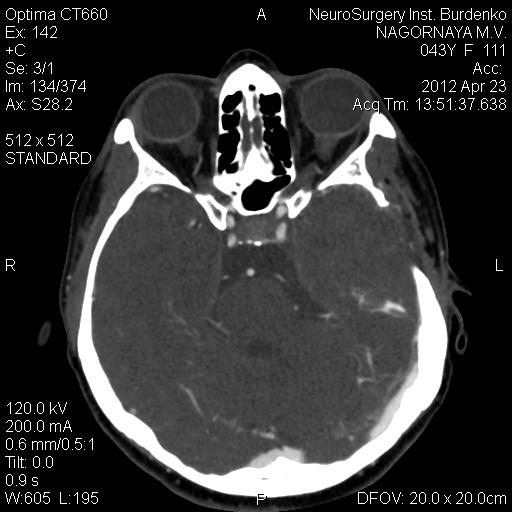 Optima CT660
Ex: 142
+C
Se: 3/1
Im: 134/374
Ax: S28.2
512 x 512
STANDARD
A
NeuroSurgery Inst. Burdenko
NAGORNAYA M.V.
043Y F 111
Acc:
2012 Apr 23
Acq Tm: 13:51:37.638
R
L
120.0 kV
200.0 mA
0.6 mm/0.5:1
Tilt: 0.0
0.9 s
W:605 L:195
P
DFOV: 20.0 x 20.0cm